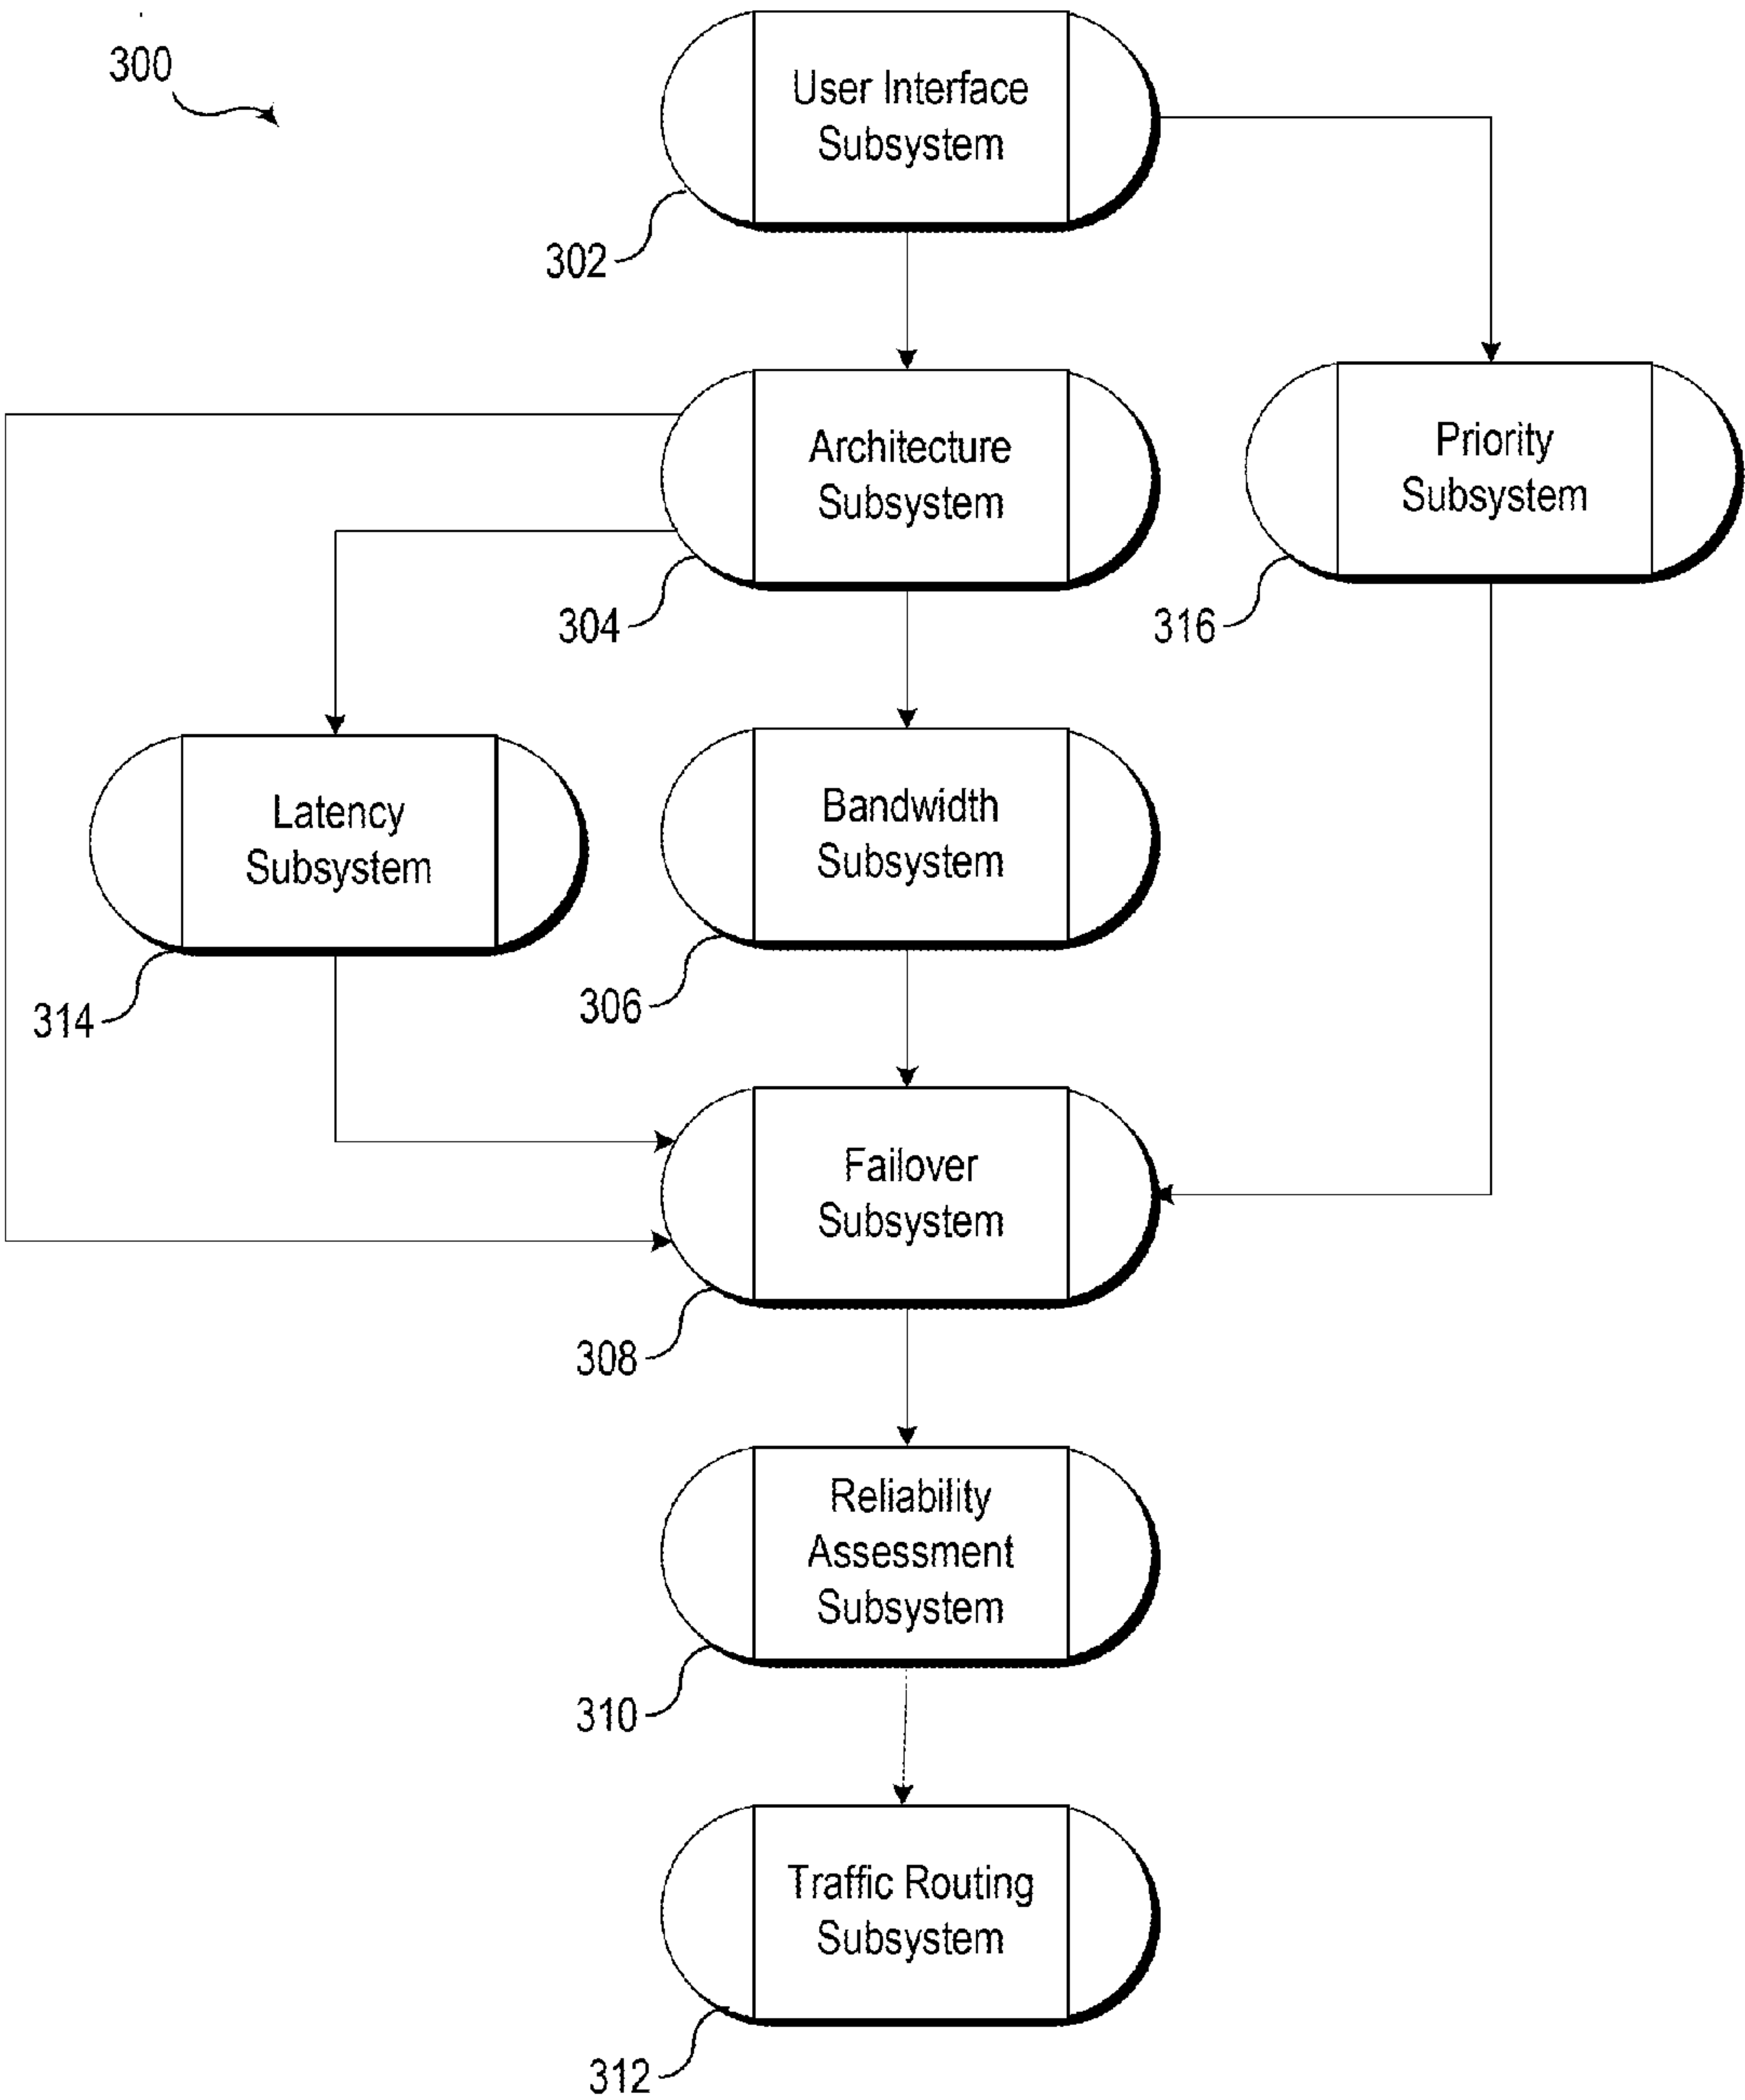 300
User Interface
Subsystem
302
Architecture
Subsystem
304
Priority
Subsystem
316
Latency
Subsystem
314
Bandwidth
Subsystem
306
Failover
Subsystem
308
Reliability
Assessment
Subsystem
310
Traffic Routing
Subsystem
312